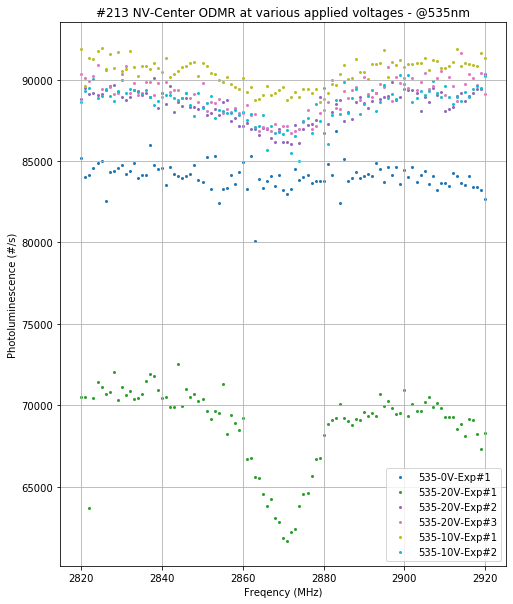 #213 NV-Center ODMR at various applied voltages - @535nm
Photoluminescence (#/s)
90000
85000
80000
75000
70000
65000
535-0V-Exp#1
535-20V-Exp#1
535-20V-Exp#2
535-20V-Exp#3
535-10V-Exp#1
535-10V-Exp#2
2820
2840
2860
2880
2900
2920
Freqency (MHz)